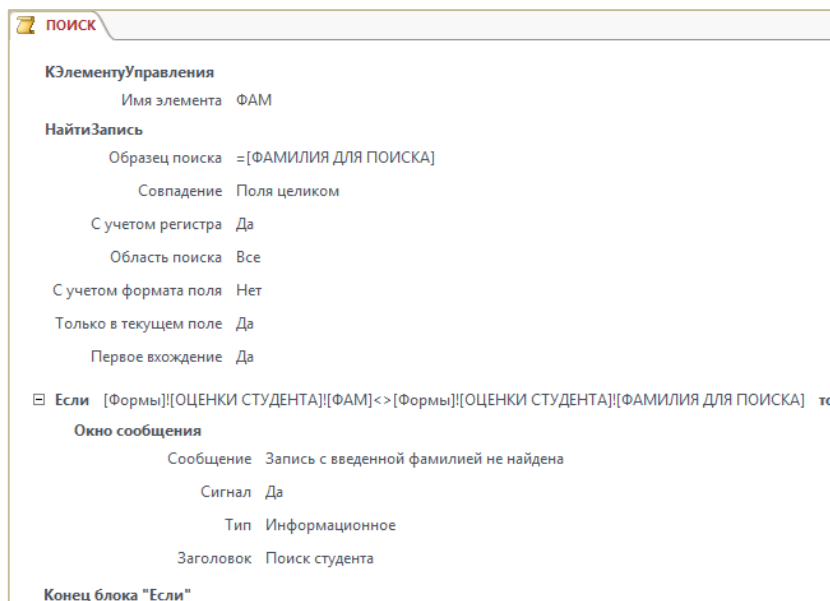 ПОИСК
КЭлементуУправления
Имя элемента ФАМ
НайтиЗапись
Образец поиска =[ФАМИЛИЯ ДЛЯ ПОИСКА]
Совпадение Поля целиком
С учетом регистра Да
Область поиска Все
С учетом формата поля Нет
Только в текущем поле Да
Первое вхождение Да
Если [Формы]![ОЦЕНКИ СТУДЕНТА]![ФАМ]<>[Формы]![ОЦЕНКИ СТУДЕНТА]![ФАМИЛИЯ ДЛЯ ПОИСКА] то
Окно сообщения
Сообщение Запись с введенной фамилией не найдена
Сигнал Да
Тип Информационное
Заголовок Поиск студента
Конец блока "Если"